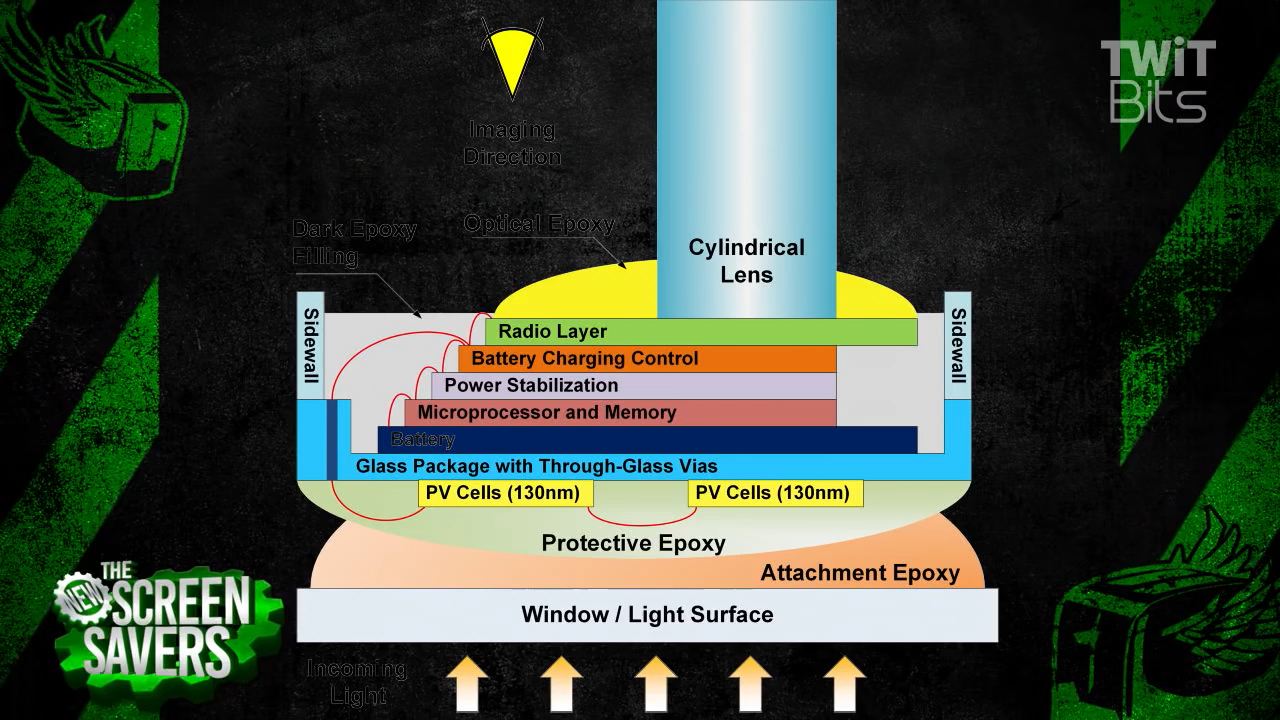 TWiT
Bits
Imaging
Direction
Optical Epoxy
Dark Epoxy
Filling
Cylindrical
Lens
Sidewall
Sidewall
Radio Layer
Battery Charging Control
Power Stabilization
Microprocessor and Memory
Battery
Glass Package with Through-Glass Vias
PV Cells (130nm)
PV Cells (130nm)
Protective Epoxy
Attachment Epoxy
Window / Light Surface
Incoming
Light
THE
NEW
SCREEN
SAVERS